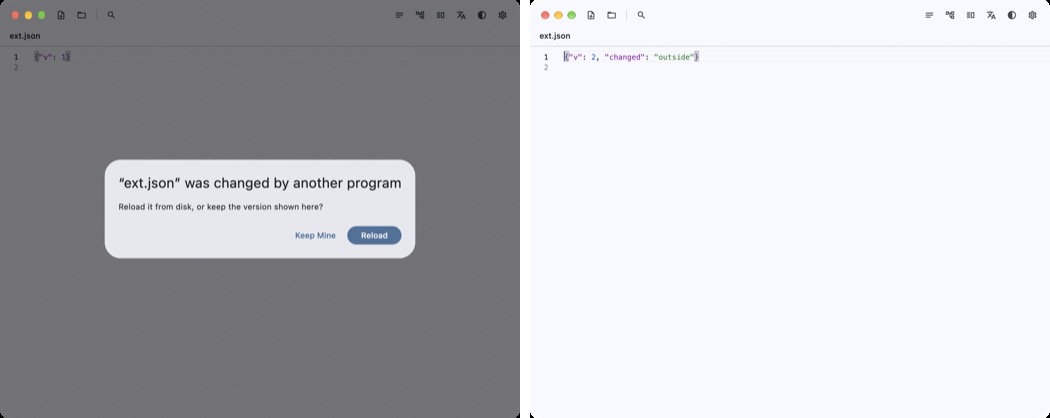 ext.json
1 {"v": 1}
2
“ext.json” was changed by another program
Reload it from disk, or keep the version shown here?
Keep Mine Reload
ext.json
1 {"v": 2, "changed": "outside"}
2